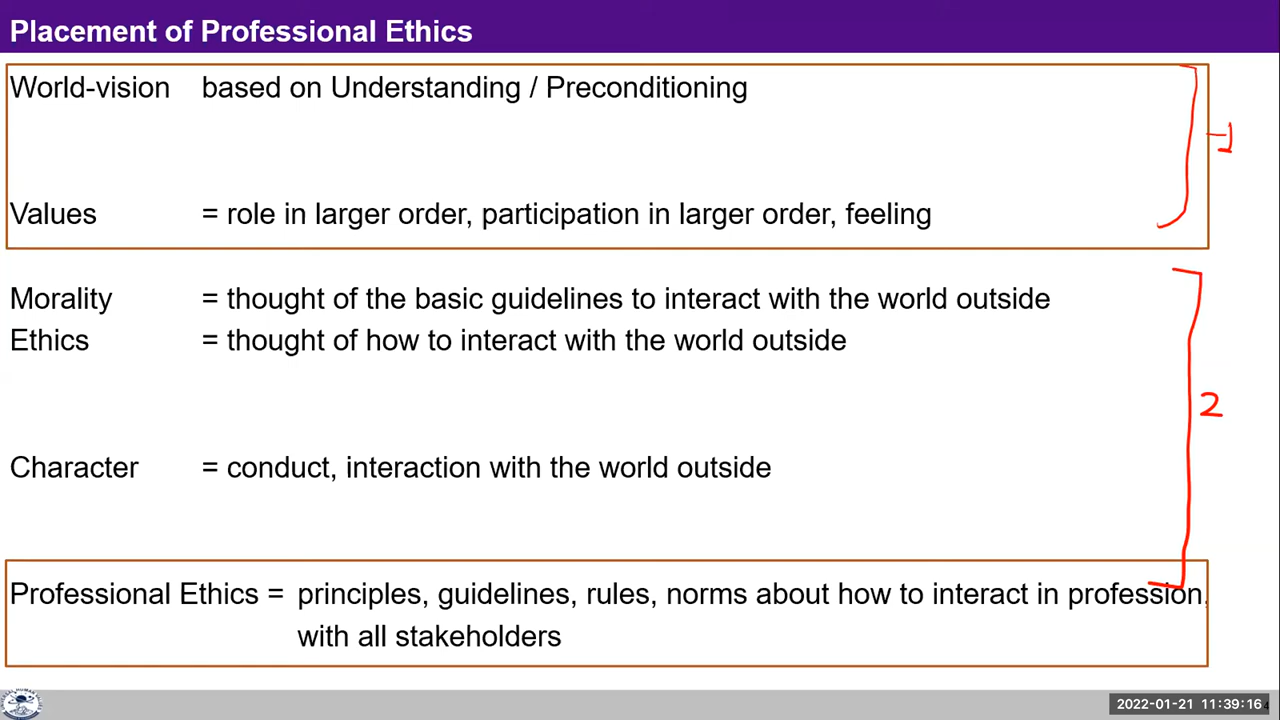 Placement of Professional Ethics
World-vision based on Understanding / Preconditioning
1
Values = role in larger order, participation in larger order, feeling
Morality = thought of the basic guidelines to interact with the world outside
Ethics = thought of how to interact with the world outside
2
Character = conduct, interaction with the world outside
Professional Ethics = principles, guidelines, rules, norms about how to interact in profession,
with all stakeholders
2022-01-21 11:39:16